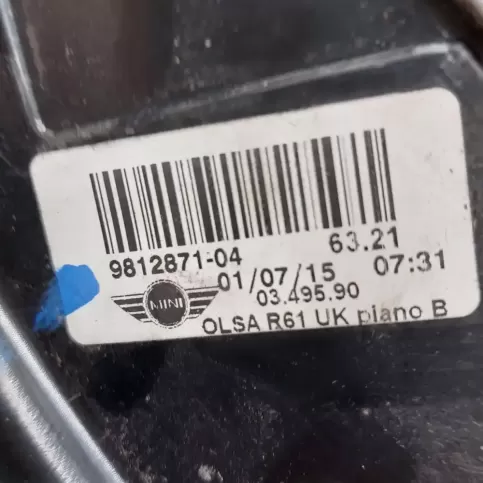 9812871-04 63.21
01/07/15 07:31
03.495.90
MINI
OLSA R61 UK piano B